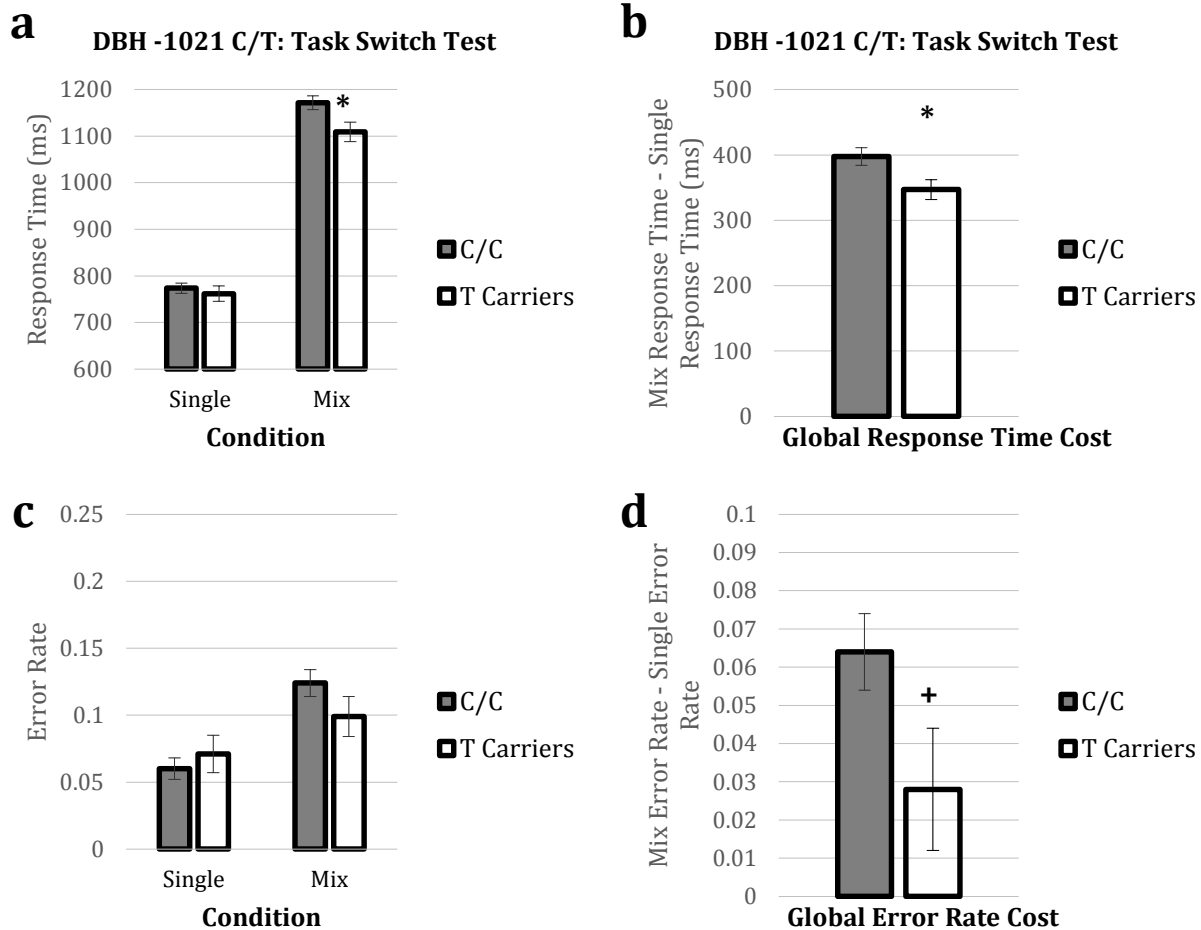 a
DBH -1021 C/T: Task Switch Test
Response Time (ms)
1200
1100
1000
900
800
700
600
*
Single
Mix
Condition
C/C
T Carriers
b
DBH -1021 C/T: Task Switch Test
Mix Response Time - Single
Response Time (ms)
500
400
300
200
100
0
*
Global Response Time Cost
C/C
T Carriers
c
Error Rate
0.25
0.2
0.15
0.1
0.05
0
Single
Mix
Condition
C/C
T Carriers
d
Mix Error Rate - Single Error
Rate
0.1
0.09
0.08
0.07
0.06
0.05
0.04
0.03
0.02
0.01
0
+
Global Error Rate Cost
C/C
T Carriers